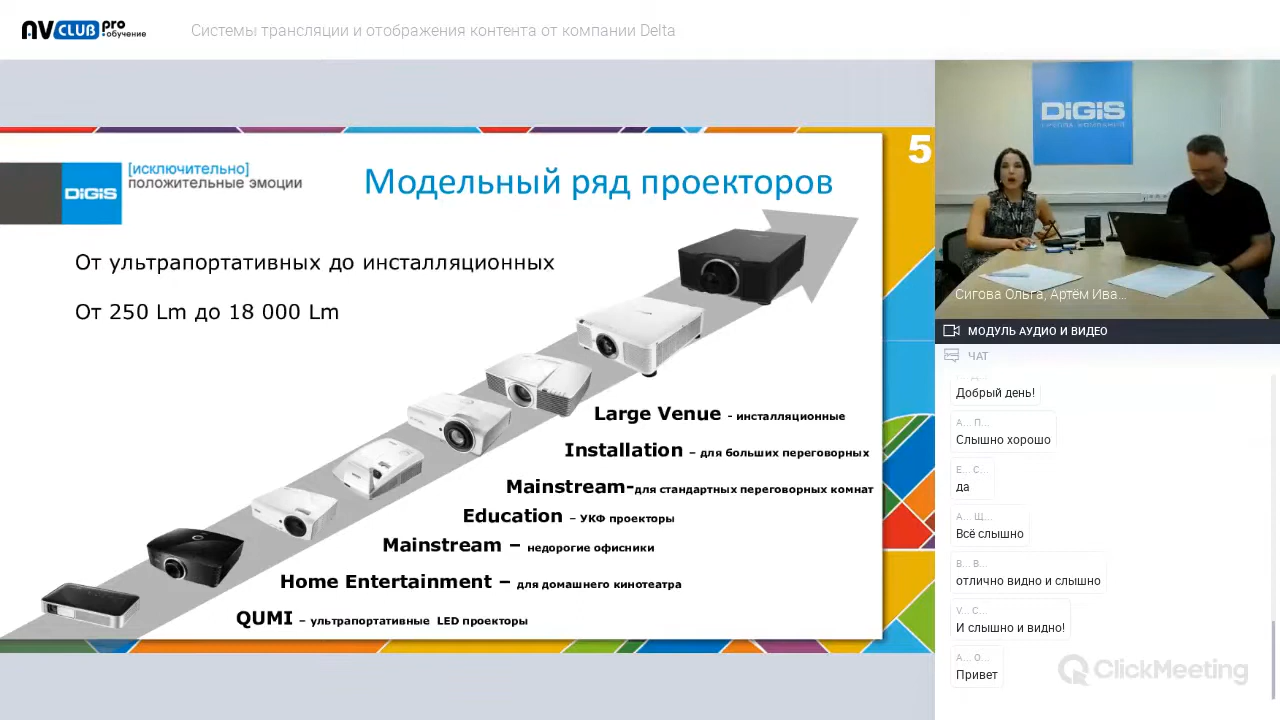 AVCLUB pro
•обучение
Системы трансляции и отображения контента от компании Delta
5
DIGIS
[исключительно]
положительные эмоции
Модельный ряд проекторов
От ультрапортативных до инсталляционных
От 250 Lm до 18 000 Lm
Large Venue - инсталляционные
Installation – для больших переговорных
Mainstream-для стандартных переговорных комнат
Education – УКФ проекторы
Mainstream – недорогие офисники
Home Entertainment – для домашнего кинотеатра
QUMI – ультрапортативные LED проекторы
DIGIS
ГРУППА КОМПАНИЙ
Сигова Ольга, Артём Ива...
МОДУЛЬ АУДИО И ВИДЕО
ЧАТ
Добрый день!
А... П...
Слышно хорошо
Е... С...
да
А... Щ...
Всё слышно
В... В...
отлично видно и слышно
V... С...
И слышно и видно!
А... О...
Привет
ClickMeeting